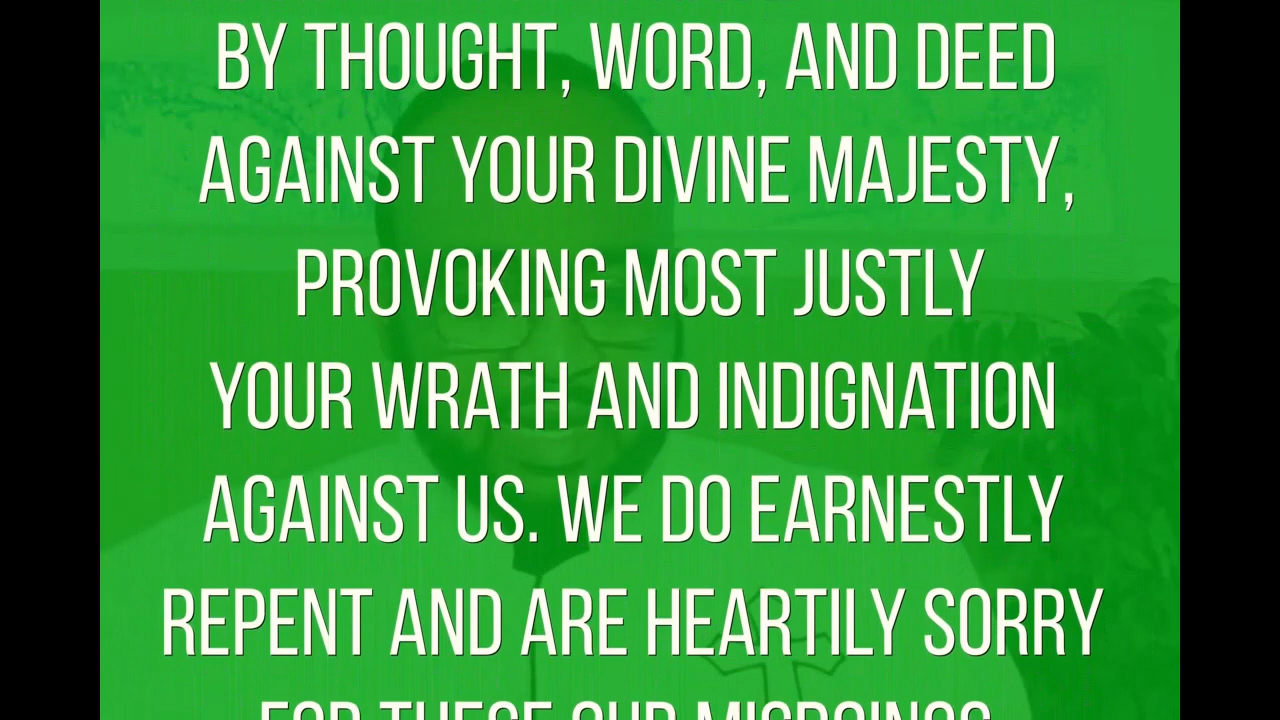 BY THOUGHT, WORD, AND DEED
AGAINST YOUR DIVINE MAJESTY,
PROVOKING MOST JUSTLY
YOUR WRATH AND INDIGNATION
AGAINST US. WE DO EARNESTLY
REPENT AND ARE HEARTILY SORRY
FOR THESE OUR MISDOINGS